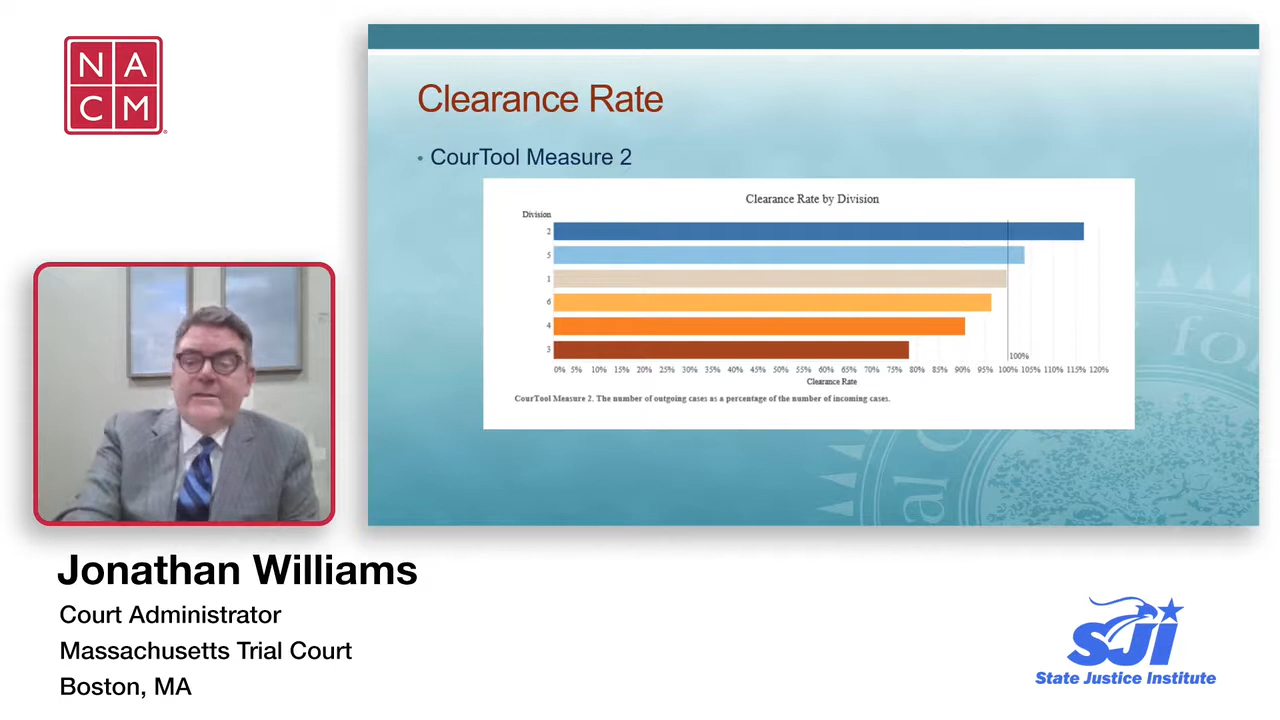 N A
C M
Clearance Rate
• CourTool Measure 2
Clearance Rate by Division
Division
2
5
1
6
4
3
100%
0% 5% 10% 15% 20% 25% 30% 35% 40% 45% 50% 55% 60% 65% 70% 75% 80% 85% 90% 95% 100% 105% 110% 115% 120%
Clearance Rate
CourTool Measure 2. The number of outgoing cases as a percentage of the number of incoming cases.
for
al C
Jonathan Williams
Court Administrator
Massachusetts Trial Court
Boston, MA
SJI
State Justice Institute